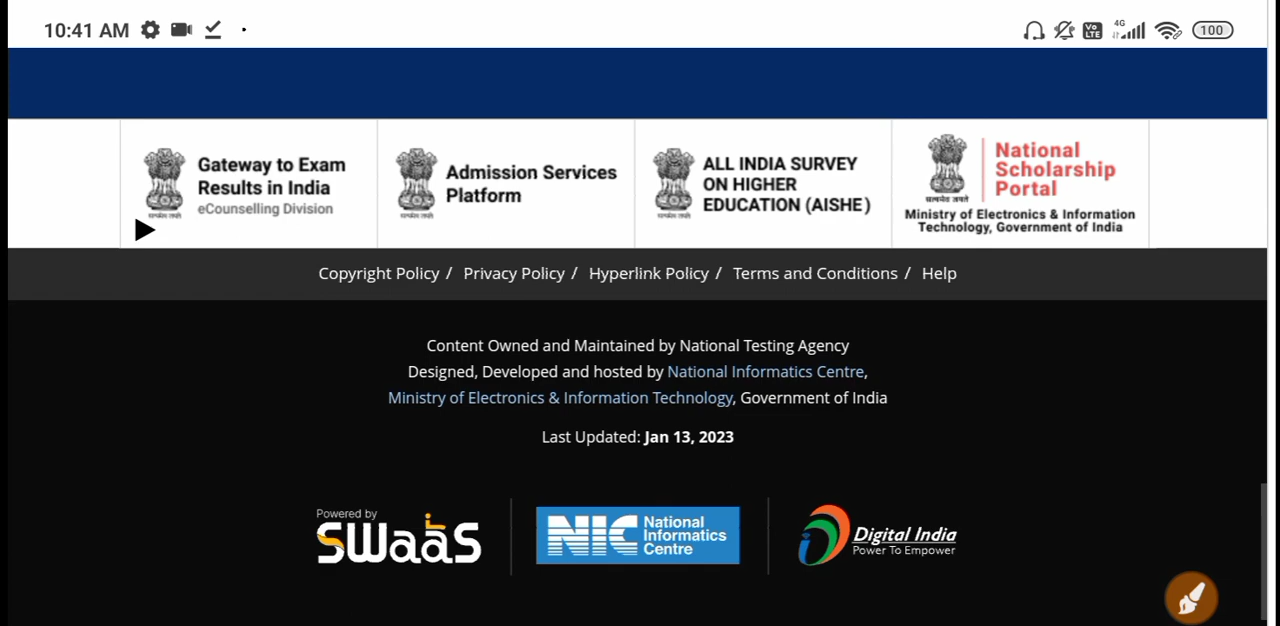 10:41 AM
4G
Vo LTE
100
Gateway to Exam
Results in India
eCounselling Division
Admission Services
Platform
ALL INDIA SURVEY
ON HIGHER
EDUCATION (AISHE)
National
Scholarship
Portal
Ministry of Electronics & Information
Technology, Government of India
Copyright Policy / Privacy Policy / Hyperlink Policy / Terms and Conditions / Help
Content Owned and Maintained by National Testing Agency
Designed, Developed and hosted by National Informatics Centre,
Ministry of Electronics & Information Technology, Government of India
Last Updated: Jan 13, 2023
Powered by
SWaaS
NIC National
Informatics
Centre
Digital India
Power To Empower